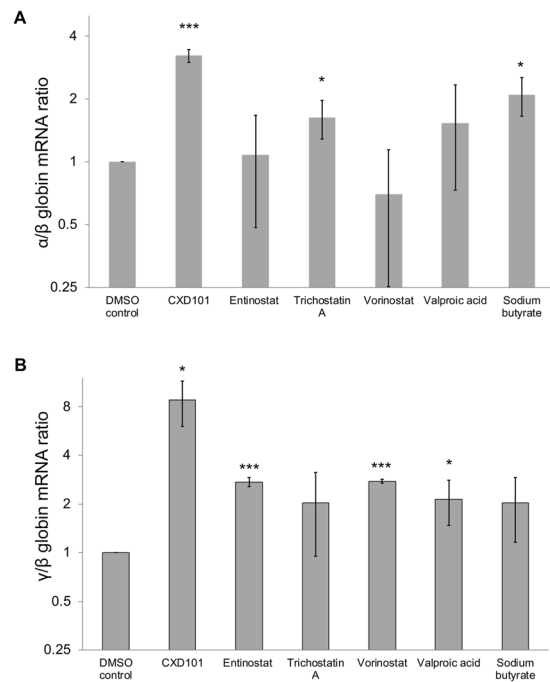 A
α/β globin mRNA ratio
4
2
1
0.5
0.25
***
*
*
DMSO control
CXD101
Entinostat
Trichostatin A
Vorinostat
Valproic acid
Sodium butyrate
B
γ/β globin mRNA ratio
8
4
2
1
0.5
0.25
*
***
***
*
DMSO control
CXD101
Entinostat
Trichostatin A
Vorinostat
Valproic acid
Sodium butyrate